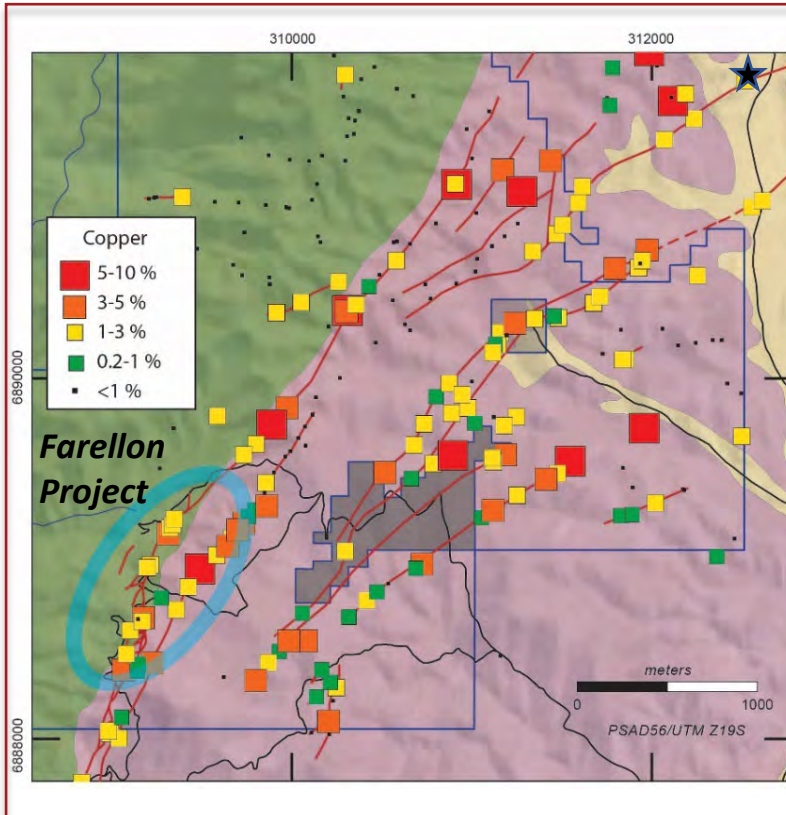 310000
312000
Copper
5-10 %
3-5 %
1-3 %
0.2-1 %
<1 %
6890000
Farellon
Project
meters
0
1000
PSAD56/UTM Z19S
6888000